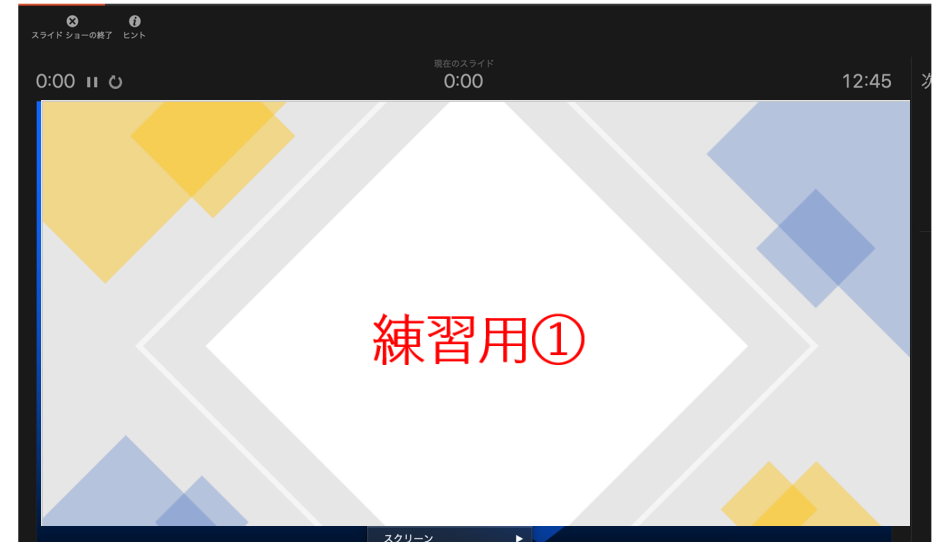 スライド ショーの終了 ヒント
現在のスライド
0:00 0:00 12:45 次
練習用①
スクリーン